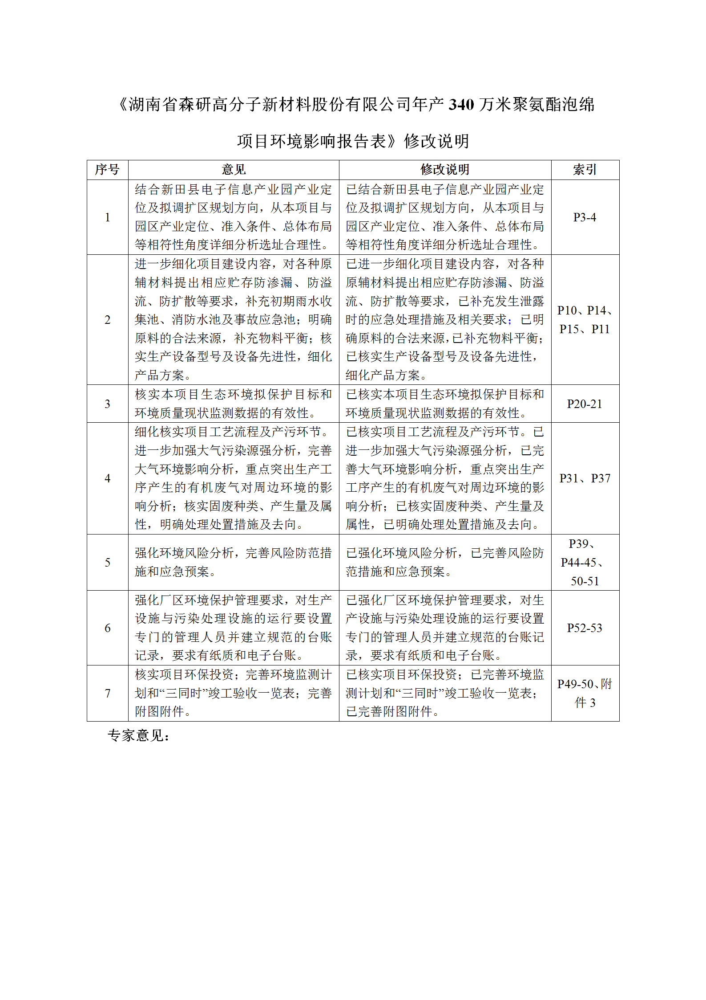 《湖南省森研高分子新材料股份有限公司年产 340 万米聚氨酯泡绵
项目环境影响报告表》修改说明
序号 意见 修改说明 索引
1
结合新田县电子信息产业园产业定
位及拟调扩区规划方向，从本项目与
园区产业定位、准入条件、总体布局
等相符性角度详细分析选址合理性。
已结合新田县电子信息产业园产业定
位及拟调扩区规划方向，从本项目与
园区产业定位、准入条件、总体布局
等相符性角度详细分析选址合理性。
P3-4
2
进一步细化项目建设内容，对各种原
辅材料提出相应贮存防渗漏、防溢
流、防扩散等要求，补充初期雨水收
集池、消防水池及事故应急池；明确
原料的合法来源，补充物料平衡；核
实生产设备型号及设备先进性，细化
产品方案。
已进一步细化项目建设内容，对各种
原辅材料提出相应贮存防渗漏、防溢
流、防扩散等要求，已补充发生泄露
时的应急处理措施及相关要求；已明
确原料的合法来源，已补充物料平衡；
已核实生产设备型号及设备先进性，
细化产品方案。
P10、P14、
P15、P11
3
核实本项目生态环境拟保护目标和
环境质量现状监测数据的有效性。
已核实本项目生态环境拟保护目标和
环境质量现状监测数据的有效性。
P20-21
4
细化核实项目工艺流程及产污环节。
进一步加强大气污染源强分析，完善
大气环境影响分析，重点突出生产工
序产生的有机废气对周边环境的影
响分析；核实固废种类、产生量及属
性，明确处理处置措施及去向。
已核实项目工艺流程及产污环节。已
进一步加强大气污染源强分析，已完
善大气环境影响分析，重点突出生产
工序产生的有机废气对周边环境的影
响分析；已核实固废种类、产生量及
属性，已明确处理处置措施及去向。
P31、P37
5
强化环境风险分析，完善风险防范措
施和应急预案。
已强化环境风险分析，已完善风险防
范措施和应急预案。
P39、
P44-45、
50-51
6
强化厂区环境保护管理要求，对生产
设施与污染处理设施的运行要设置
专门的管理人员并建立规范的台账
记录，要求有纸质和电子台账。
已强化厂区环境保护管理要求，对生
产设施与污染处理设施的运行要设置
专门的管理人员并建立规范的台账记
录，要求有纸质和电子台账。
P52-53
7
核实项目环保投资；完善环境监测计
划和“三同时”竣工验收一览表；完善
附图附件。
已核实项目环保投资；已完善环境监
测计划和“三同时”竣工验收一览表；
已完善附图附件。
P49-50、附
件 3
专家意见：